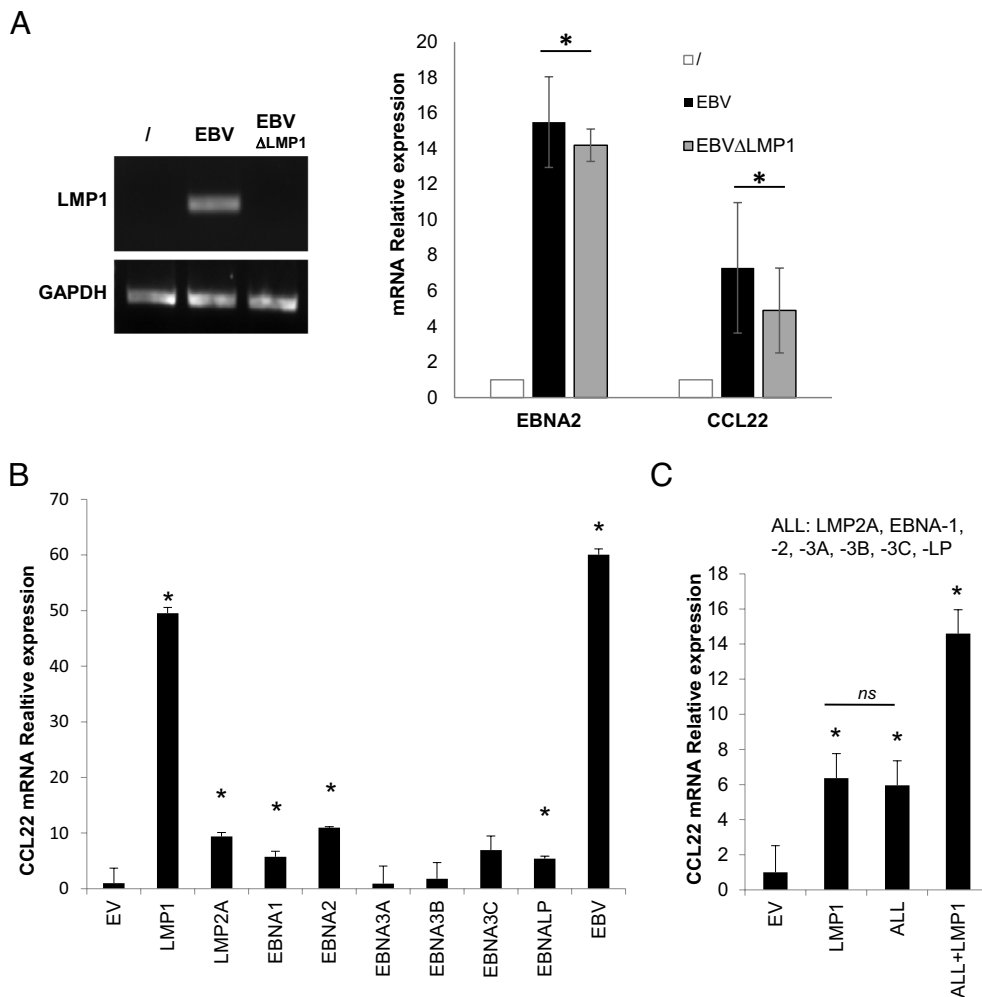 A
/
EBV
EBV
ΔLMP1
LMP1
GAPDH
mRNA Relative expression
20
18
16
14
12
10
8
6
4
2
0
*
*
/
EBV
EBVΔLMP1
EBNA2
CCL22
B
CCL22 mRNA Realtive expression
70
60
50
40
30
20
10
0
*
*
*
*
*
*
EV
LMP1
LMP2A
EBNA1
EBNA2
EBNA3A
EBNA3B
EBNA3C
EBNALP
EBV
C
ALL: LMP2A, EBNA-1,
-2, -3A, -3B, -3C, -LP
CCL22 mRNA Relative expression
18
16
14
12
10
8
6
4
2
0
ns
*
*
*
EV
LMP1
ALL
ALL+LMP1